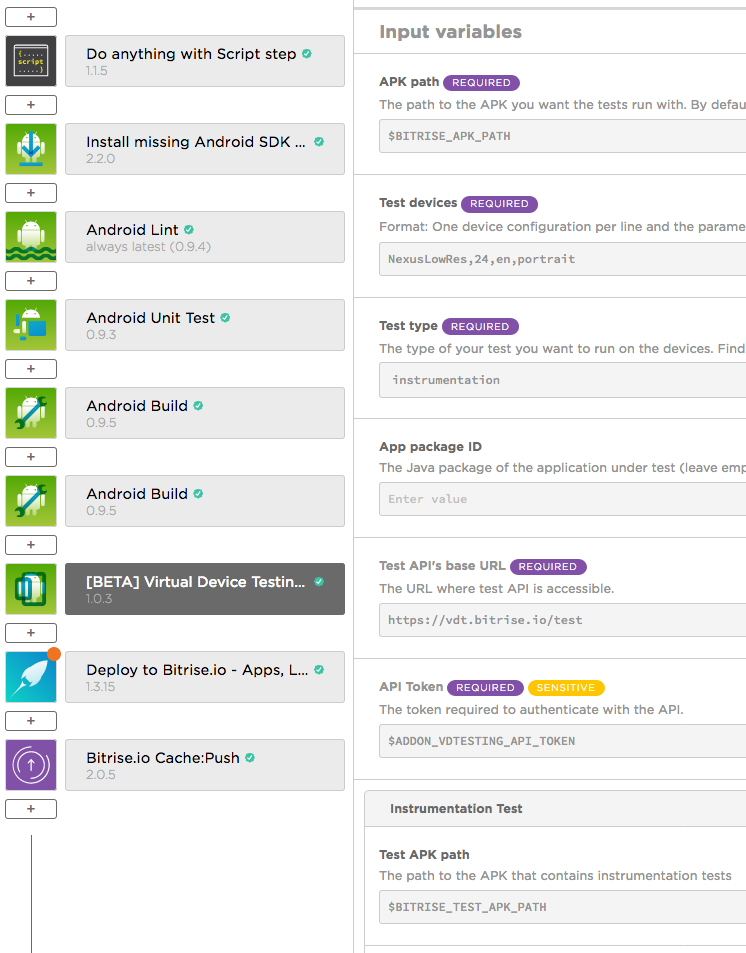 +
{.....
script
.....}
Do anything with Script step
1.1.5
+
Install missing Android SDK ...
2.2.0
+
Android Lint
always latest (0.9.4)
+
Android Unit Test
0.9.3
+
Android Build
0.9.5
+
Android Build
0.9.5
+
[BETA] Virtual Device Testin...
1.0.3
+
Deploy to Bitrise.io - Apps, L...
1.3.15
+
Bitrise.io Cache:Push
2.0.5
+
Input variables
APK path REQUIRED
The path to the APK you want the tests run with. By defau
$BITRISE_APK_PATH
Test devices REQUIRED
Format: One device configuration per line and the parame
NexusLowRes,24,en,portrait
Test type REQUIRED
The type of your test you want to run on the devices. Find
instrumentation
App package ID
The Java package of the application under test (leave emp
Enter value
Test API's base URL REQUIRED
The URL where test API is accessible.
https://vdt.bitrise.io/test
API Token REQUIRED SENSITIVE
The token required to authenticate with the API.
$ADDON_VDTESTING_API_TOKEN
Instrumentation Test
Test APK path
The path to the APK that contains instrumentation tests
$BITRISE_TEST_APK_PATH